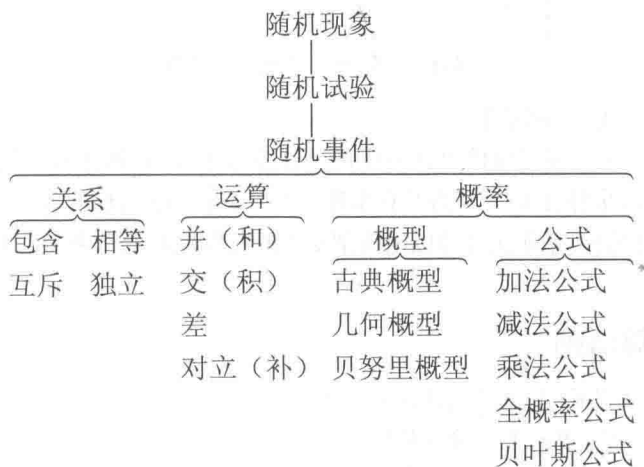 随机现象
随机试验
随机事件
关系 运算 概率
包含 相等 并（和） 概型 公式
互斥 独立 交（积） 古典概型 加法公式
差 几何概型 减法公式
对立（补） 贝努里概型 乘法公式
全概率公式
贝叶斯公式